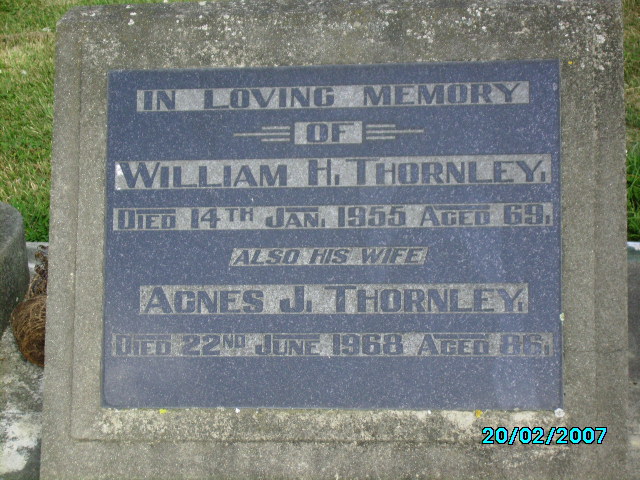 IN LOVING MEMORY
OF
WILLIAM H. THORNLEY.
DIED 14TH JAN. 1955 AGED 69.
ALSO HIS WIFE
AGNES J. THORNLEY.
DIED 22ND JUNE 1968 AGED 86.
20/02/2007